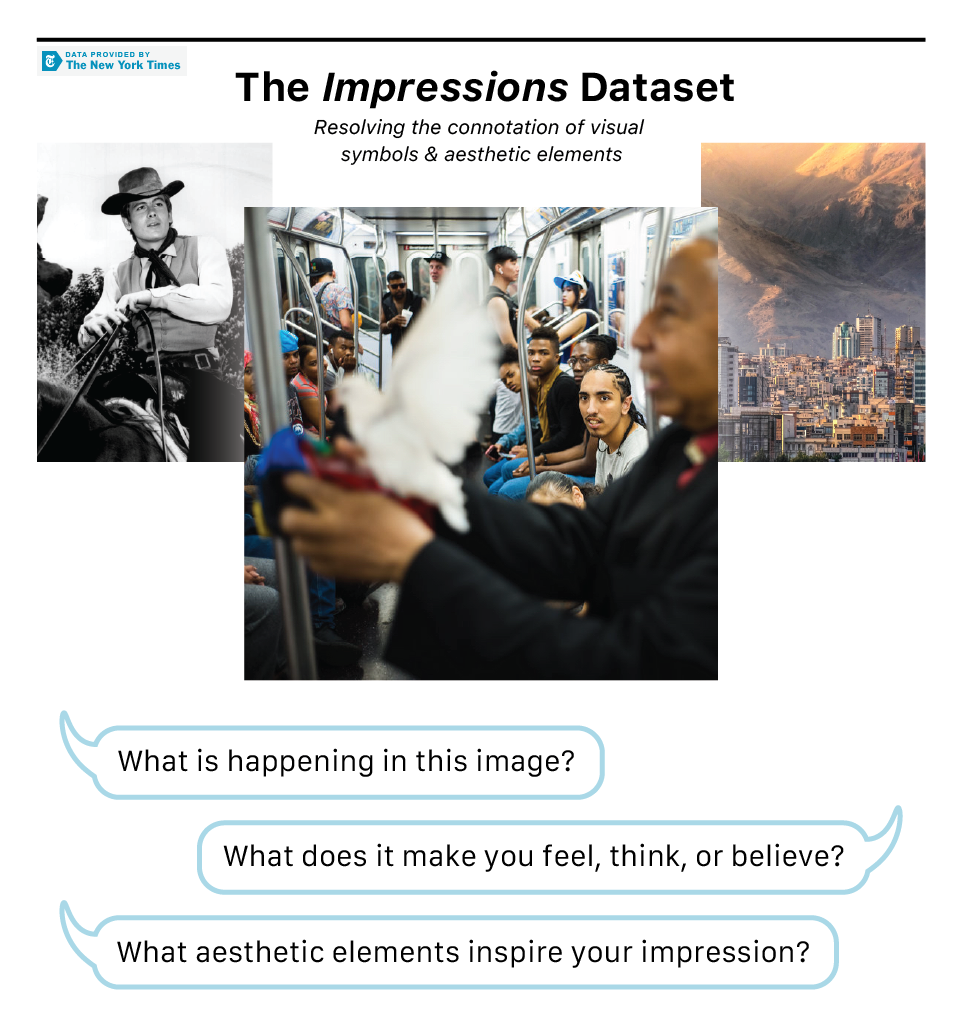 DATA PROVIDED BY
The New York Times
The Impressions Dataset
Resolving the connotation of visual
symbols & aesthetic elements
What is happening in this image?
What does it make you feel, think, or believe?
What aesthetic elements inspire your impression?